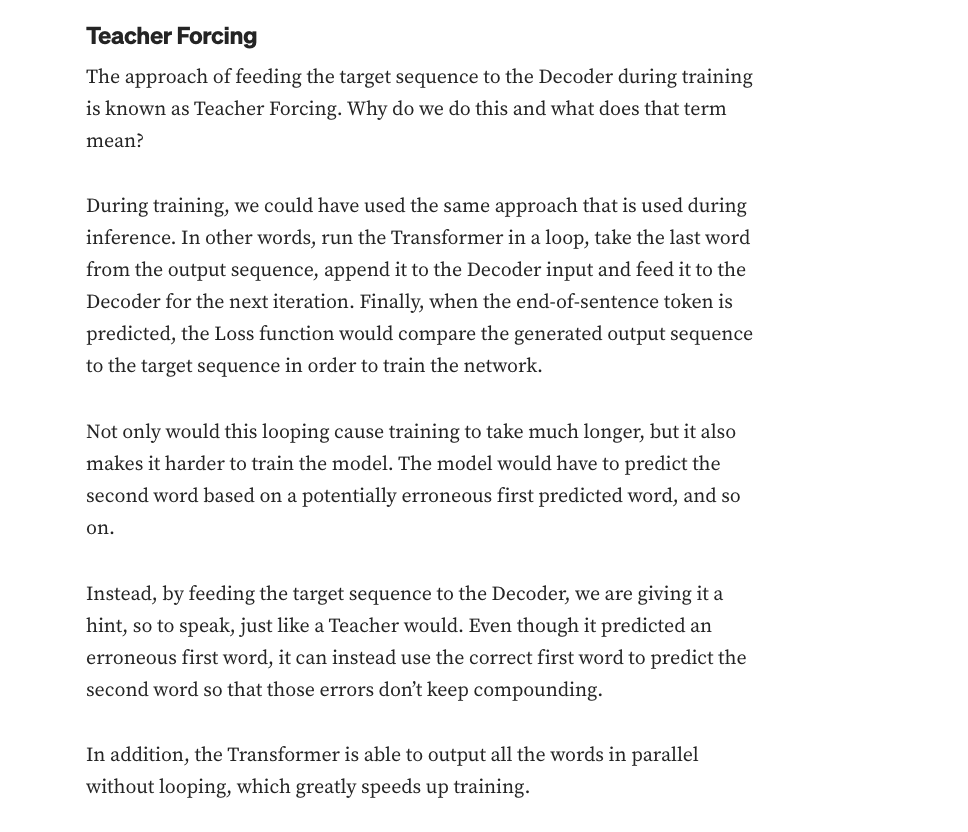 Teacher Forcing
The approach of feeding the target sequence to the Decoder during training
is known as Teacher Forcing. Why do we do this and what does that term
mean?
During training, we could have used the same approach that is used during
inference. In other words, run the Transformer in a loop, take the last word
from the output sequence, append it to the Decoder input and feed it to the
Decoder for the next iteration. Finally, when the end-of-sentence token is
predicted, the Loss function would compare the generated output sequence
to the target sequence in order to train the network.
Not only would this looping cause training to take much longer, but it also
makes it harder to train the model. The model would have to predict the
second word based on a potentially erroneous first predicted word, and so
on.
Instead, by feeding the target sequence to the Decoder, we are giving it a
hint, so to speak, just like a Teacher would. Even though it predicted an
erroneous first word, it can instead use the correct first word to predict the
second word so that those errors don’t keep compounding.
In addition, the Transformer is able to output all the words in parallel
without looping, which greatly speeds up training.